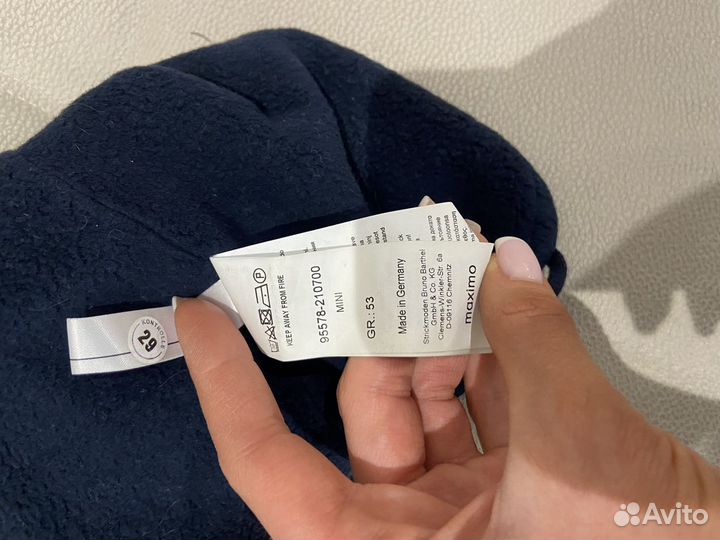 KEEP AWAY FROM FIRE
95578-210700
MINI
GR.: 53
Made in Germany
Strickmoden Bruno Barthel
GmbH & Co. KG
Clemens-Winkler-Str. 6a
D-09116 Chemnitz
maximo
KONTROLLE
29
Avito